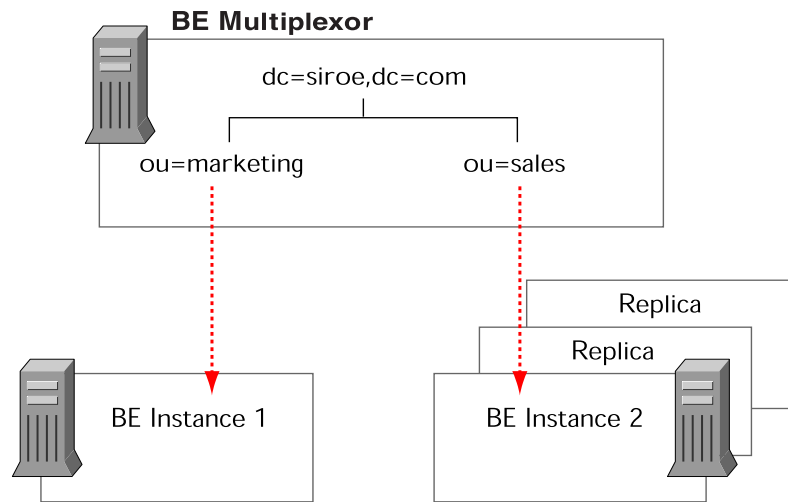 BE Multiplexor
dc=siroe,dc=com
ou=marketing
ou=sales
Replica
Replica
BE Instance 1
BE Instance 2